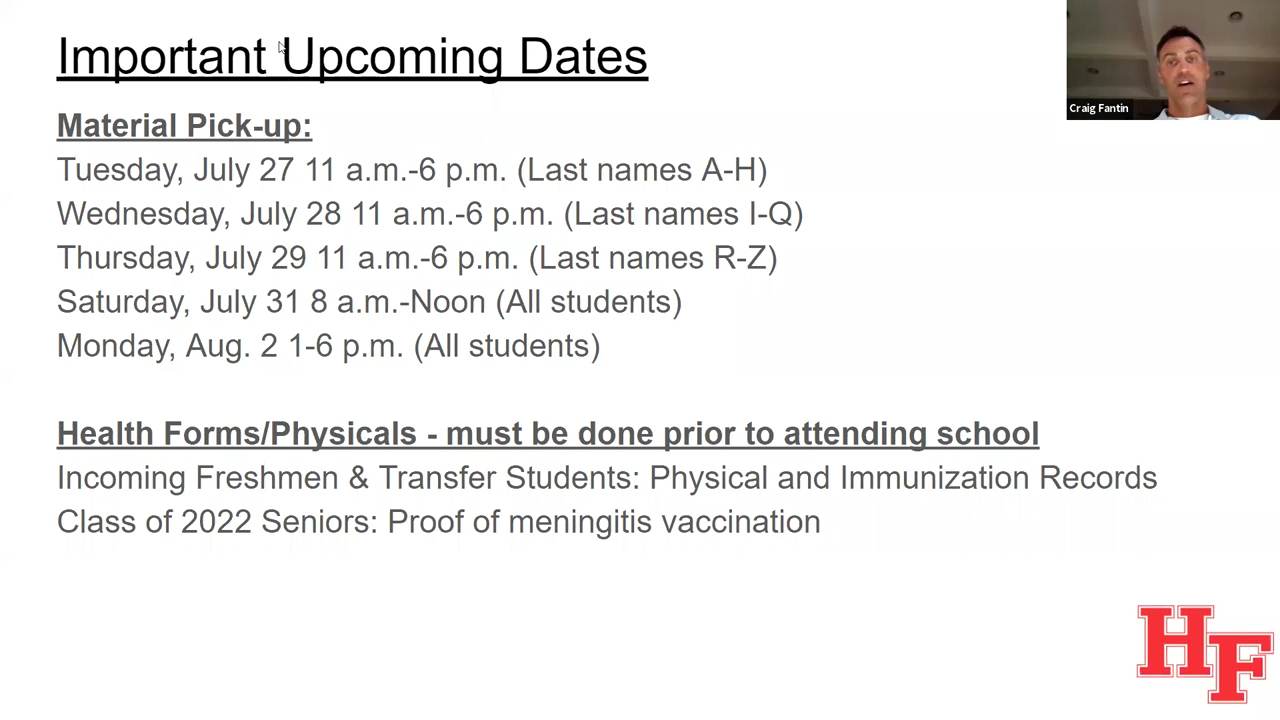 Important Upcoming Dates
Craig Fantin
Material Pick-up:
Tuesday, July 27 11 a.m.-6 p.m. (Last names A-H)
Wednesday, July 28 11 a.m.-6 p.m. (Last names I-Q)
Thursday, July 29 11 a.m.-6 p.m. (Last names R-Z)
Saturday, July 31 8 a.m.-Noon (All students)
Monday, Aug. 2 1-6 p.m. (All students)
Health Forms/Physicals - must be done prior to attending school
Incoming Freshmen & Transfer Students: Physical and Immunization Records
Class of 2022 Seniors: Proof of meningitis vaccination
HF